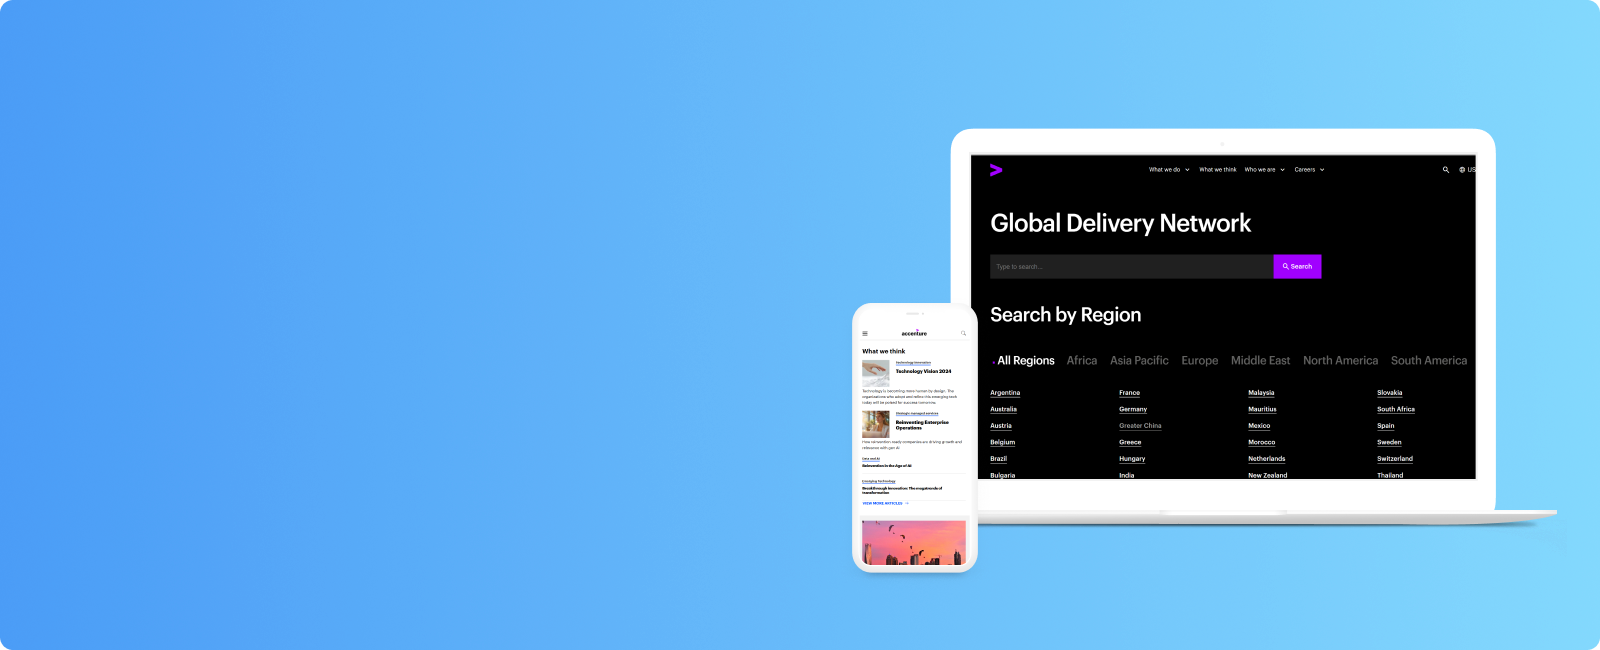 What we do
What we think
Who we are
Careers
US
Global Delivery Network
Type to search...
Search
Search by Region
All Regions
Africa
Asia Pacific
Europe
Middle East
North America
South America
Argentina
France
Malaysia
Slovakia
Australia
Germany
Mauritius
South Africa
Austria
Greater China
Mexico
Spain
Belgium
Greece
Morocco
Sweden
Brazil
Hungary
Netherlands
Switzerland
Bulgaria
India
New Zealand
Thailand
accenture
What we think
Technology innovation
Technology Vision 2024
Technology is becoming more human by design. The
organizations who adopt and refine this emerging tech
today will be poised for success tomorrow.
Strategic managed services
Reinventing Enterprise
Operations
How reinvention ready companies are driving growth and
relevance with gen AI
Data and AI
Reinvention in the Age of AI
Emerging technology
Breakthrough innovation: The megatrends of
transformation
VIEW MORE ARTICLES